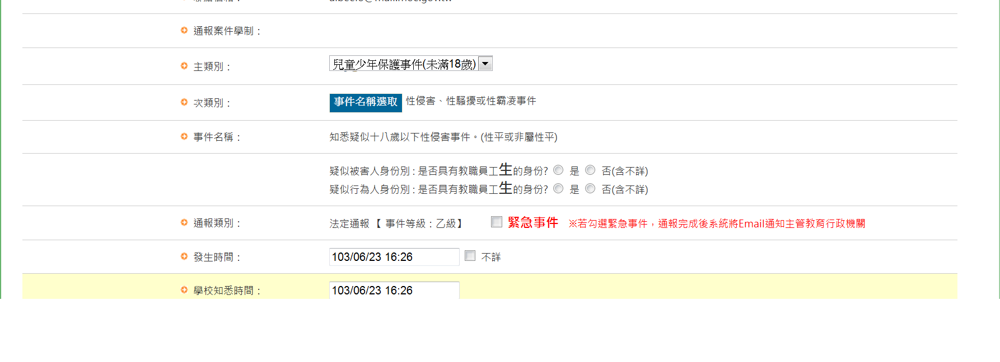 通報案件學制：
主類別： 兒童少年保護事件(未滿18歲)
次類別： 事件名稱選取 性侵害、性騷擾或性霸凌事件
事件名稱： 知悉疑似十八歲以下性侵害事件。(性平或非屬性平)
疑似被害人身份別 : 是否具有教職員工生的身份? 是 否(含不詳)
疑似行為人身份別 : 是否具有教職員工生的身份? 是 否(含不詳)
通報類別： 法定通報【 事件等級：乙級】 緊急事件 ※若勾選緊急事件，通報完成後系統將Email通知主管教育行政機關
發生時間： 103/06/23 16:26 不詳
學校知悉時間： 103/06/23 16:26